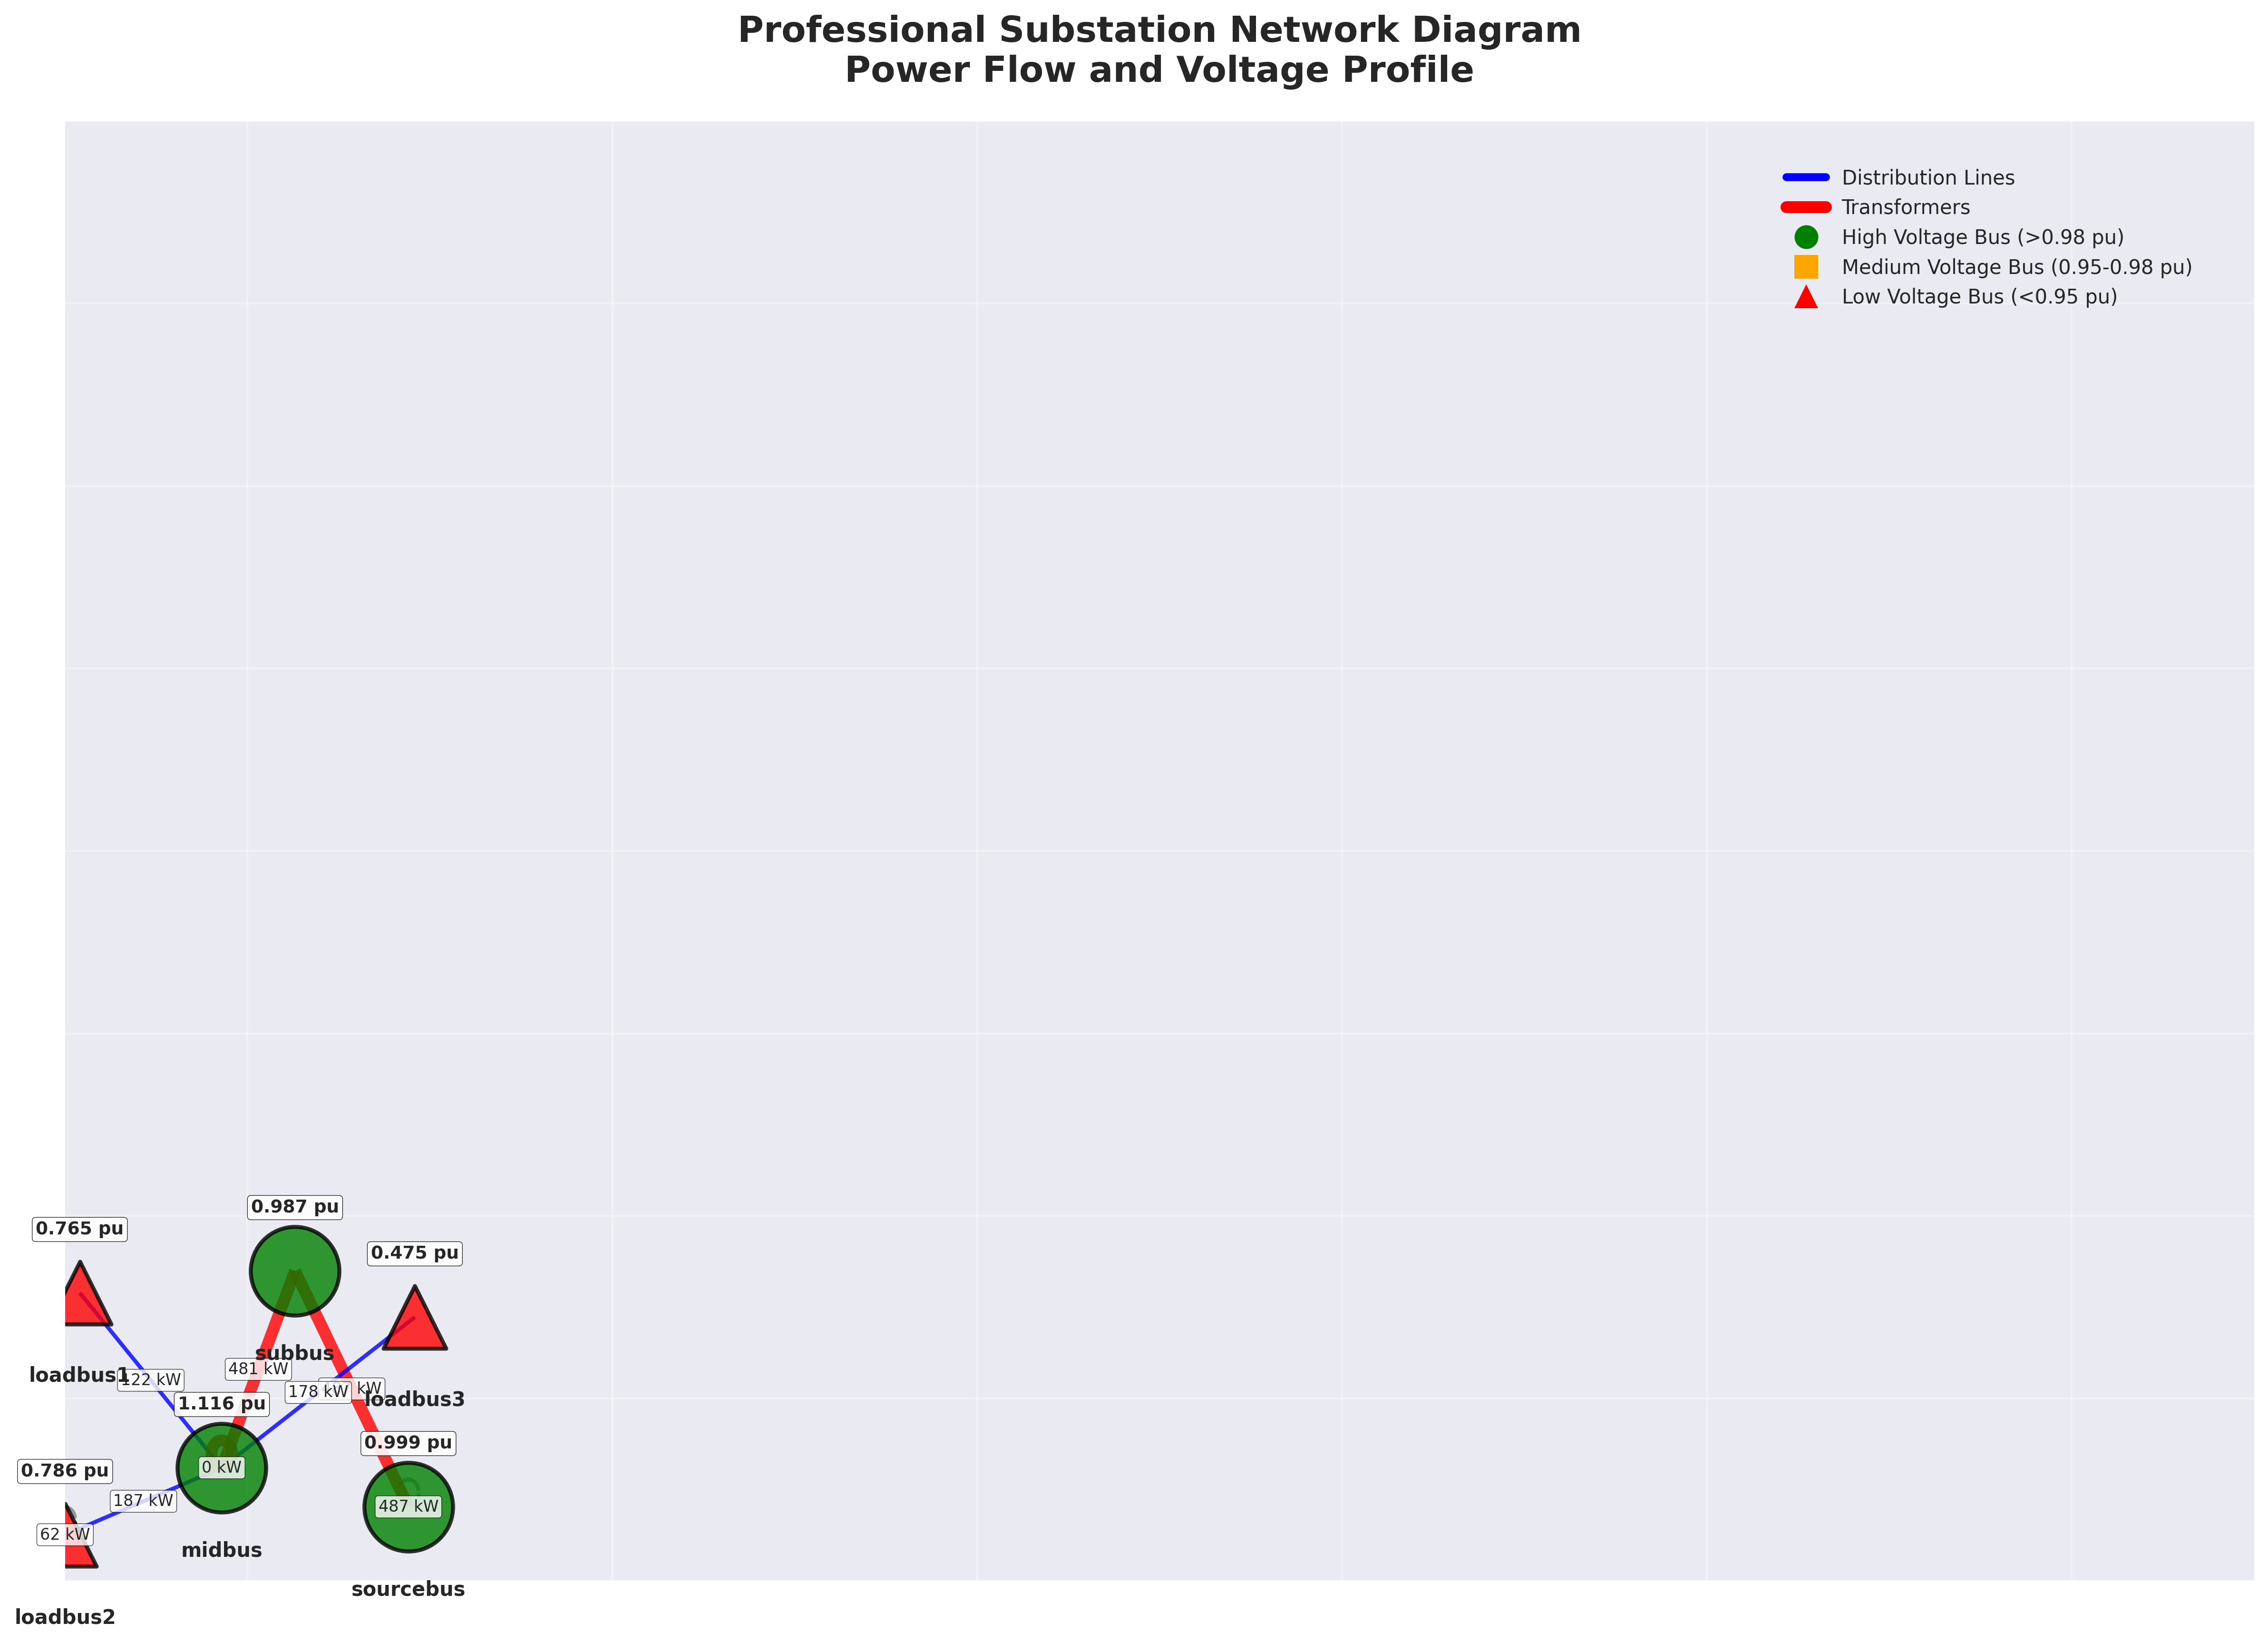 Professional Substation Network Diagram
Power Flow and Voltage Profile
Distribution Lines
Transformers
High Voltage Bus (>0.98 pu)
Medium Voltage Bus (0.95-0.98 pu)
Low Voltage Bus (<0.95 pu)
0.987 pu
0.765 pu
0.475 pu
subbus
481 kW
loadbus1
122 kW
178 kW
kW
loadbus3
1.116 pu
0.999 pu
0 kW
0.786 pu
187 kW
487 kW
62 kW
midbus
sourcebus
loadbus2